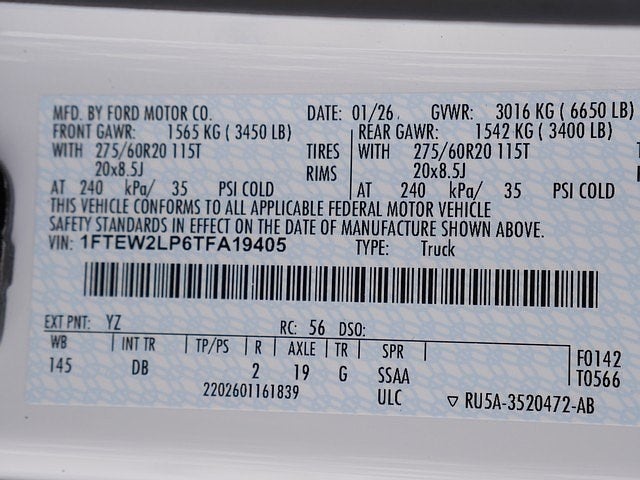 MFD. BY FORD MOTOR CO. DATE: 01/26 GVWR: 3016 KG ( 6650 LB)
FRONT GAWR: 1565 KG ( 3450 LB) REAR GAWR: 1542 KG ( 3400 LB)
WITH 275/60R20 115T TIRES WITH 275/60R20 115T
20x8.5J RIMS 20x8.5J
AT 240 kPa/ 35 PSI COLD AT 240 kPa/ 35 PSI COLD
THIS VEHICLE CONFORMS TO ALL APPLICABLE FEDERAL MOTOR VEHICLE
SAFETY STANDARDS IN EFFECT ON THE DATE OF MANUFACTURE SHOWN ABOVE.
VIN: 1FTEW2LP6TFA19405 TYPE: Truck
EXT PNT: YZ RC: 56 DSO:
WB INT TR TP/PS R AXLE TR SPR F0142
145 DB 2 19 G SSAA T0566
2202601161839 ULC ▽ RU5A-3520472-AB